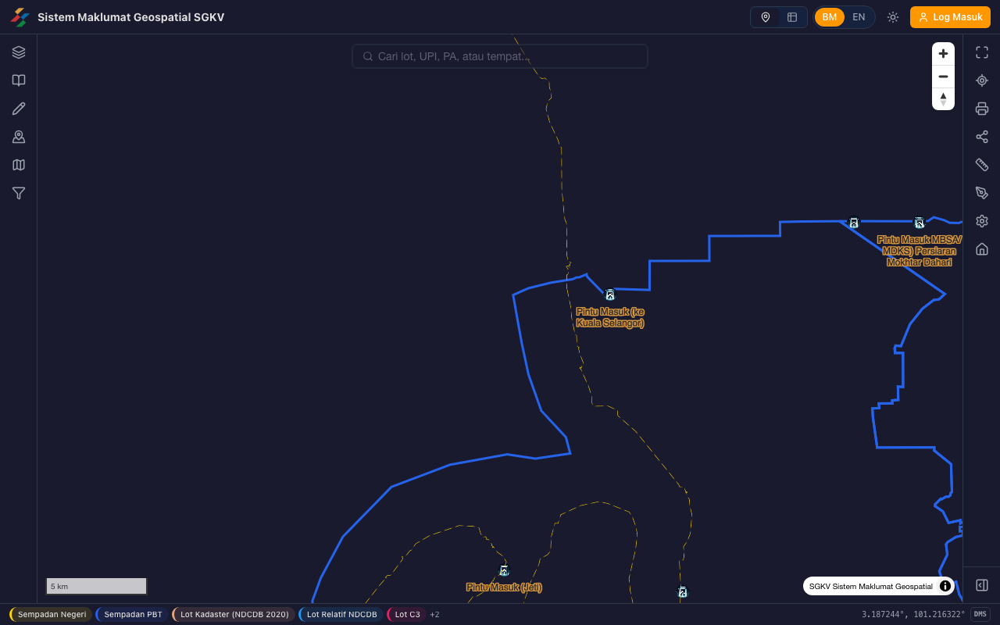 Sistem Maklumat Geospatial SGKV
BM
EN
Log Masuk
Cari lot, UPI, PA, atau tempat...
Pintu Masuk MBSA/
MDKS) Persiaran
Mokhtar Dahari
Pintu Masuk (ke
Kuala Selangor)
Pintu Masuk (Jeti)
5 km
SGKV Sistem Maklumat Geospatial
Sempadan Negeri
Sempadan PBT
Lot Kadaster (NDCDB 2020)
Lot Relatif NDCDB
Lot C3
+2
3.187244°, 101.216322°
DMS